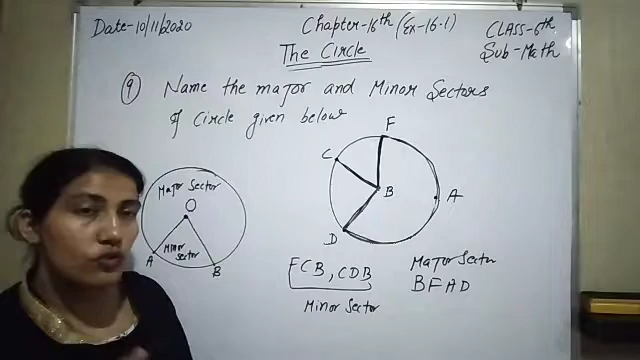 Date-10/11/2020
Chapter-16th (Ex-16.1)
CLASS-6th
Sub-Math
The Circle
9 Name the major and Minor Sectors
of Circle given below
Major Sector
O
Minor
Sector
A
B
F
C
B
A
D
FCB, CDB
Minor Sector
Major Sector
BFAD